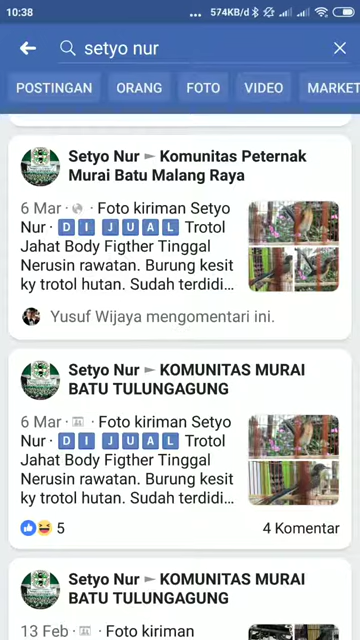 10:38 ... 574KB/d
setyo nur
POSTINGAN ORANG FOTO VIDEO MARKET
Setyo Nur ► Komunitas Peternak
Murai Batu Malang Raya
6 Mar · Foto kiriman Setyo
Nur · 🇩 🇮 🇯 🇺 🇦 🇱 Trotol
Jahat Body Figther Tinggal
Nerusin rawatan. Burung kesit
ky trotol hutan. Sudah terdidi...
Yusuf Wijaya mengomentari ini.
Setyo Nur ► KOMUNITAS MURAI
BATU TULUNGAGUNG
6 Mar · Foto kiriman Setyo
Nur · 🇩 🇮 🇯 🇺 🇦 🇱 Trotol
Jahat Body Figther Tinggal
Nerusin rawatan. Burung kesit
ky trotol hutan. Sudah terdidi...
5 4 Komentar
Setyo Nur ► KOMUNITAS MURAI
BATU TULUNGAGUNG
13 Feb · Foto kiriman